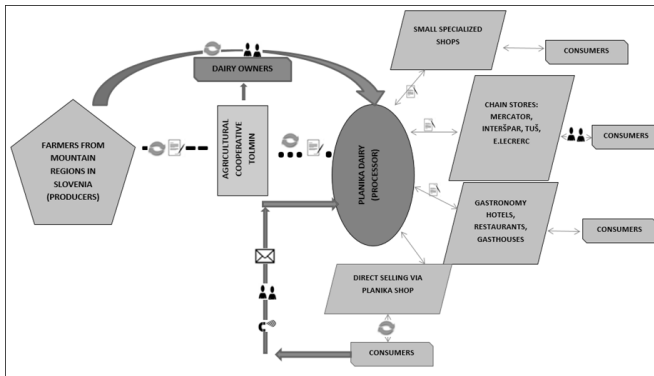 SMALL SPECIALIZED
SHOPS
CONSUMERS
DAIRY OWNERS
CHAIN STORES:
MERCATOR,
INTERŠPAR, TUŠ,
E.LECRERC
CONSUMERS
FARMERS FROM
MOUNTAIN
REGIONS IN
SLOVENIA
(PRODUCERS)
AGRICULTURAL
COOPERATIVE
TOLMIN
PLANIKA DAIRY
(PROCESSOR)
GASTRONOMY
HOTELS,
RESTAURANTS,
GASTHOUSES
CONSUMERS
DIRECT SELLING VIA
PLANIKA SHOP
CONSUMERS